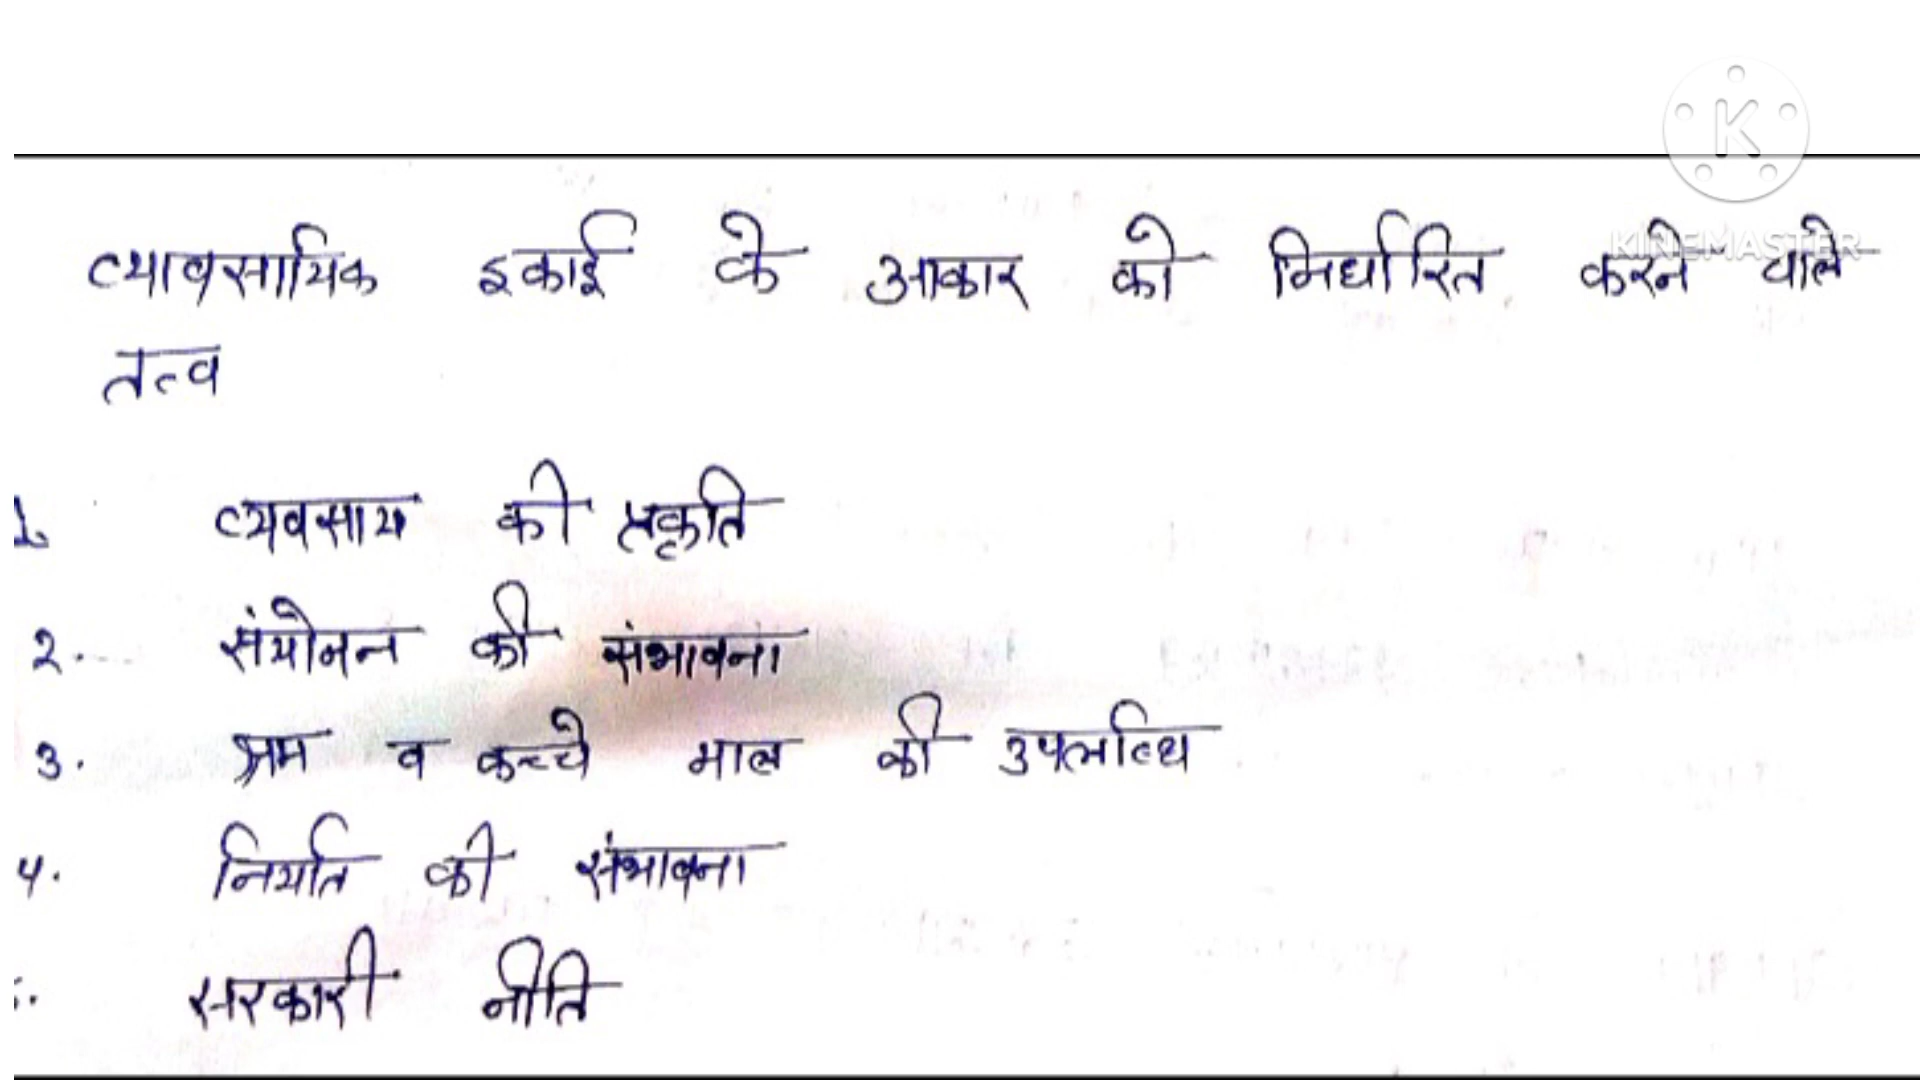 K
KINEMASTER
व्यावसायिक इकाई के आकार को निर्धारित करने वाले
तत्व
1. व्यवसाय की प्रकृति
2. संयोजन की संभावना
3. श्रम व कच्चे माल की उपलब्धि
4. निर्यात की संभावना
सरकारी नीति